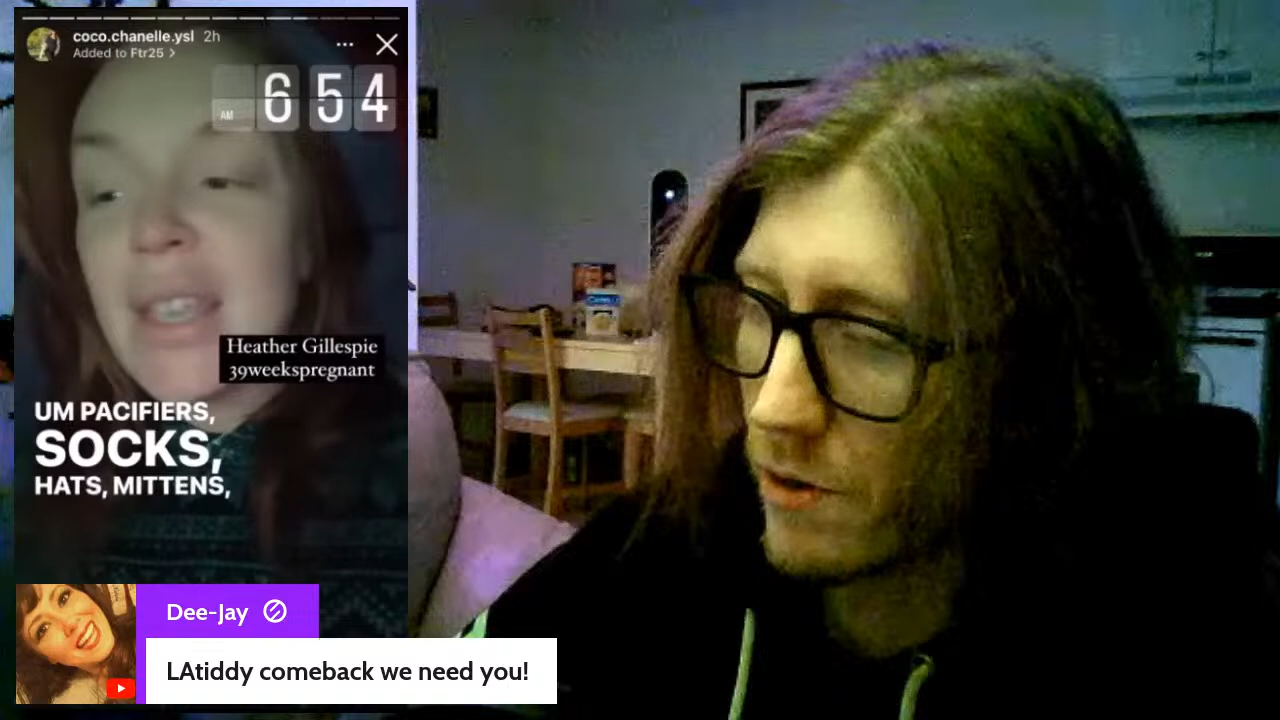 coco.chanelle.ysl 2h
Added to Ftr25 >
AM 6 54
Heather Gillespie
39weekspregnant
UM PACIFIERS,
SOCKS,
HATS, MITTENS,
Dee-Jay
LAtiddy comeback we need you!